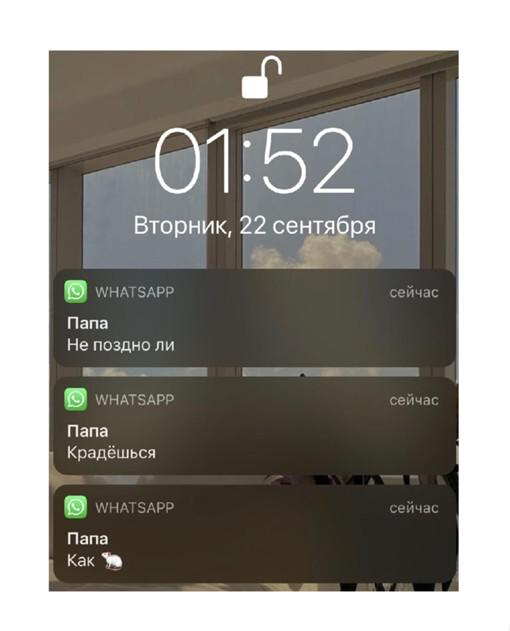 01:52
Вторник, 22 сентября
WHATSAPP сейчас
Папа
Не поздно ли
WHATSAPP сейчас
Папа
Крадёшься
WHATSAPP сейчас
Папа
Как 🐁